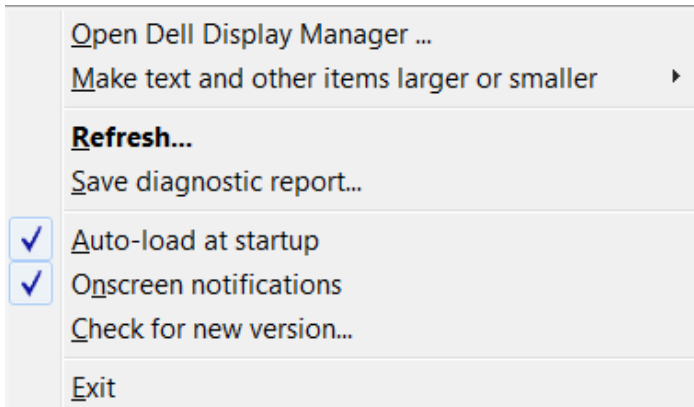 Open Dell Display Manager ...
Make text and other items larger or smaller
Refresh...
Save diagnostic report...
Auto-load at startup
Onscreen notifications
Check for new version...
Exit